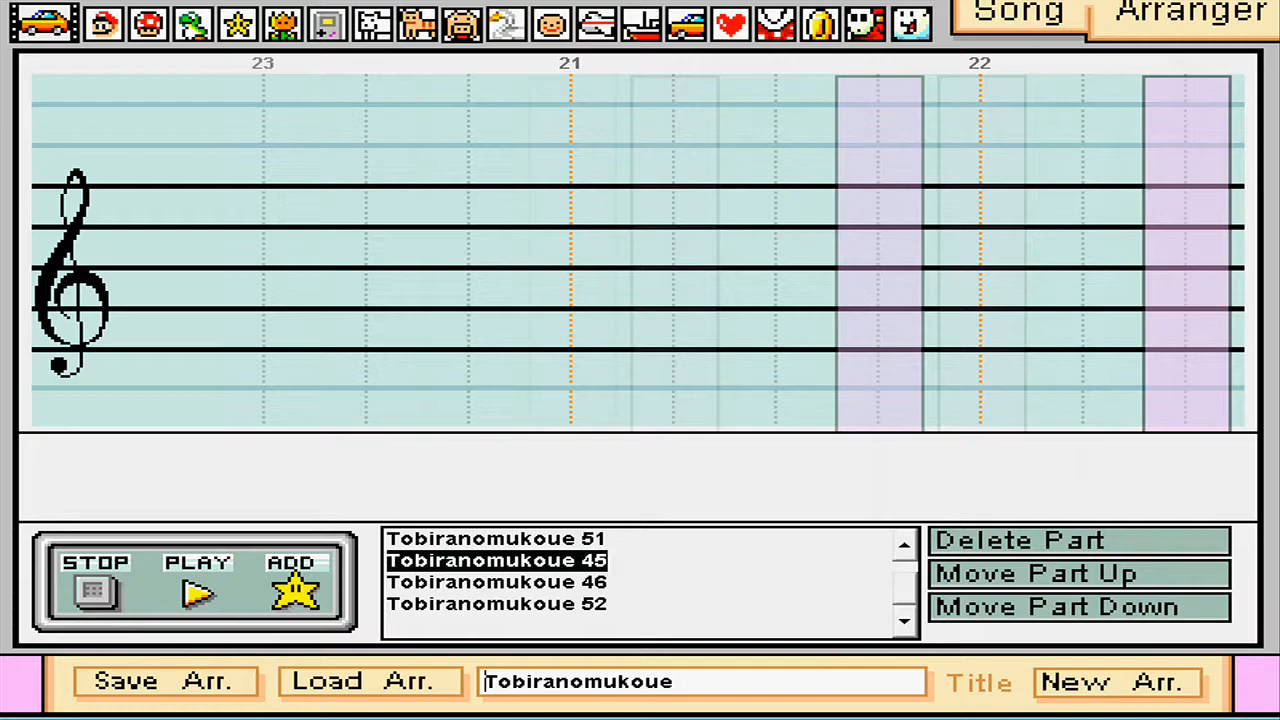 Song Arranger
23 21 22
STOP PLAY ADD
Tobiranomukoue 51
Tobiranomukoue 45
Tobiranomukoue 46
Tobiranomukoue 52
Delete Part
Move Part Up
Move Part Down
Save Arr. Load Arr. Tobiranomukoue Title New Arr.